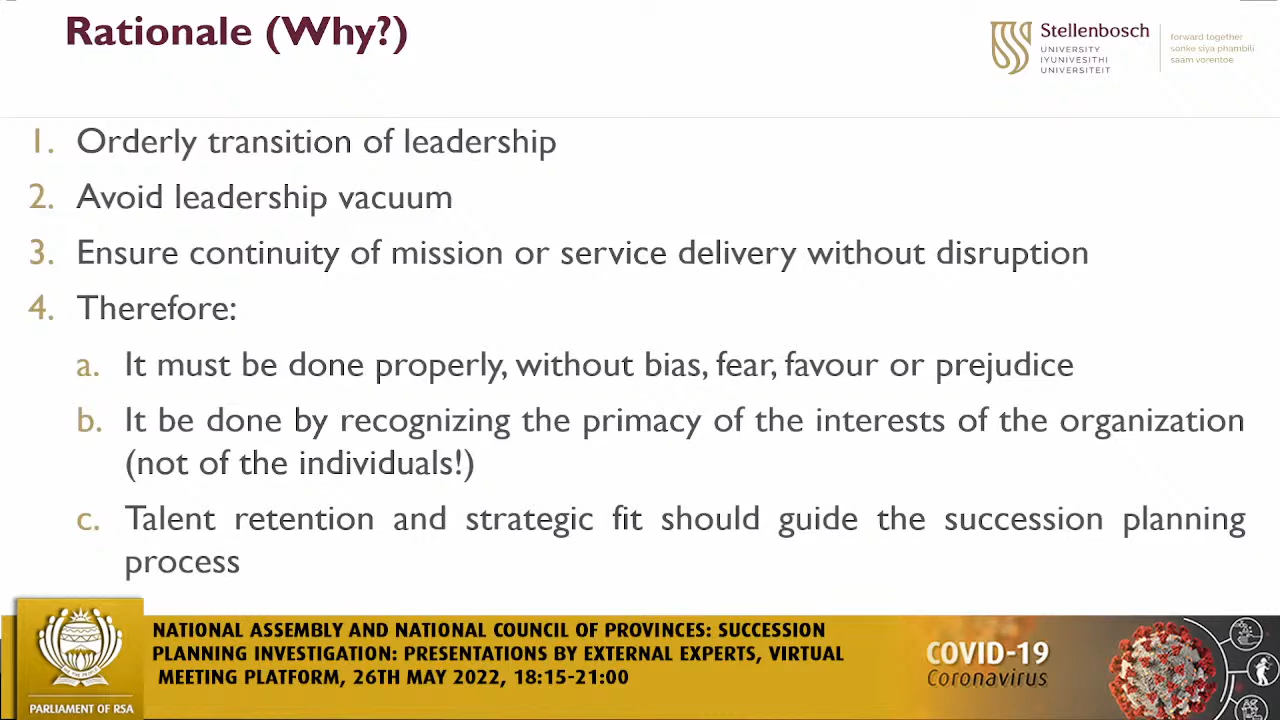 Rationale (Why?)
Stellenbosch
UNIVERSITY
IYUNIVESITHI
UNIVERSITEIT
forward together
sonke siya phambili
saam vorentoe
1. Orderly transition of leadership
2. Avoid leadership vacuum
3. Ensure continuity of mission or service delivery without disruption
4. Therefore:
a. It must be done properly, without bias, fear, favour or prejudice
b. It be done by recognizing the primacy of the interests of the organization
(not of the individuals!)
c. Talent retention and strategic fit should guide the succession planning
process
NATIONAL ASSEMBLY AND NATIONAL COUNCIL OF PROVINCES: SUCCESSION
PLANNING INVESTIGATION: PRESENTATIONS BY EXTERNAL EXPERTS, VIRTUAL
MEETING PLATFORM, 26TH MAY 2022, 18:15-21:00
PARLIAMENT OF RSA
COVID-19
Coronavirus